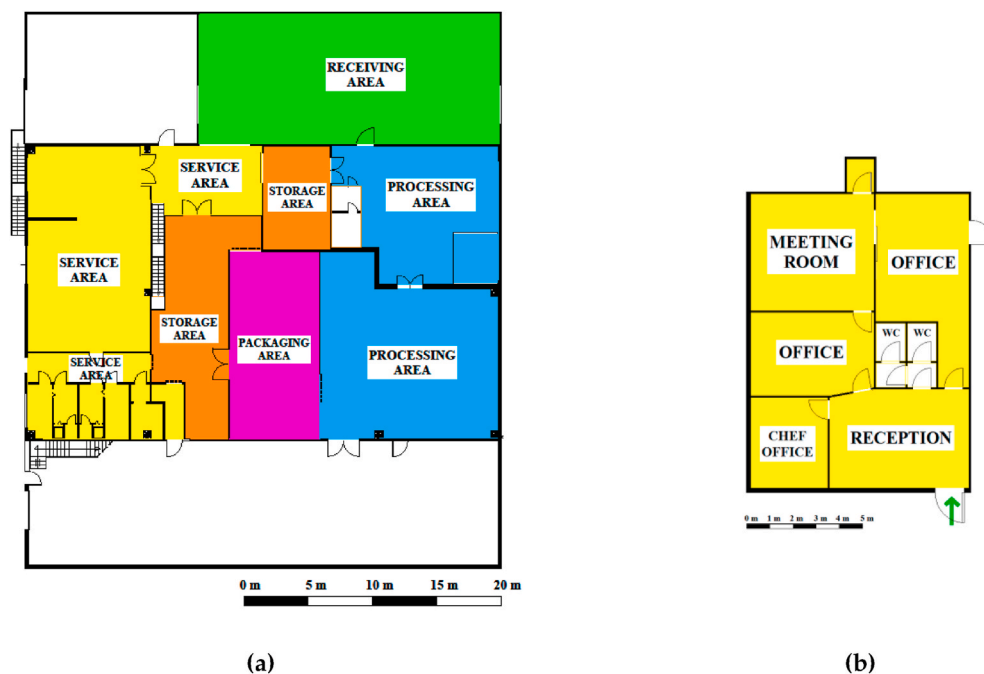 RECEIVING
AREA
SERVICE
AREA
STORAGE
AREA
PROCESSING
AREA
SERVICE
AREA
STORAGE
AREA
PACKAGING
AREA
PROCESSING
AREA
SERVICE
AREA
0 m 5 m 10 m 15 m 20 m
(a)
MEETING
ROOM
OFFICE
WC WC
OFFICE
CHEF
OFFICE
RECEPTION
0 m 1 m 2 m 3 m 4 m 5 m
(b)